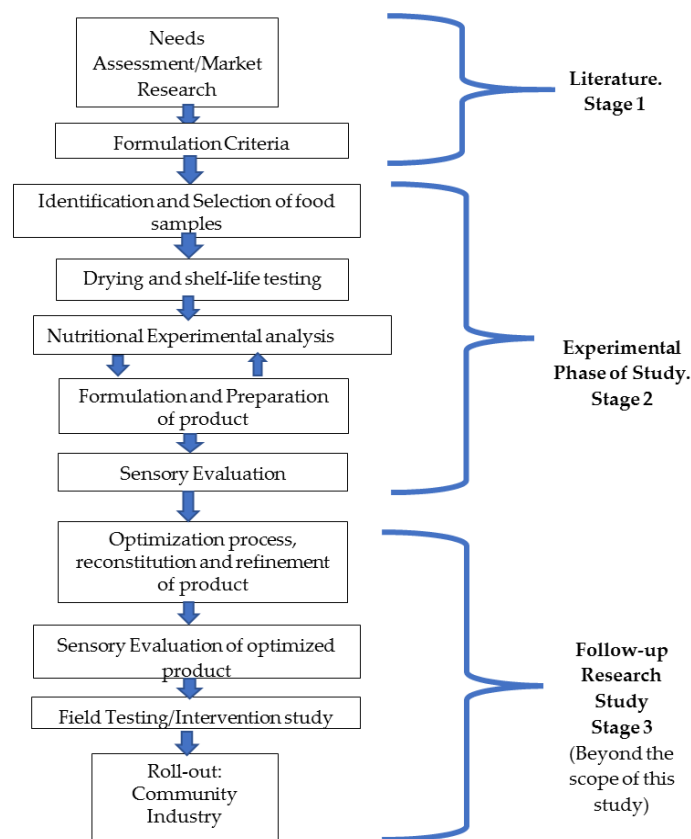 Needs
Assessment/Market
Research
Formulation Criteria
Identification and Selection of food
samples
Drying and shelf-life testing
Nutritional Experimental analysis
Formulation and Preparation
of product
Sensory Evaluation
Optimization process,
reconstitution and refinement
of product
Sensory Evaluation of optimized
product
Field Testing/Intervention study
Roll-out:
Community
Industry
Literature.
Stage 1
Experimental
Phase of Study.
Stage 2
Follow-up
Research
Study
Stage 3
(Beyond the
scope of this
study)